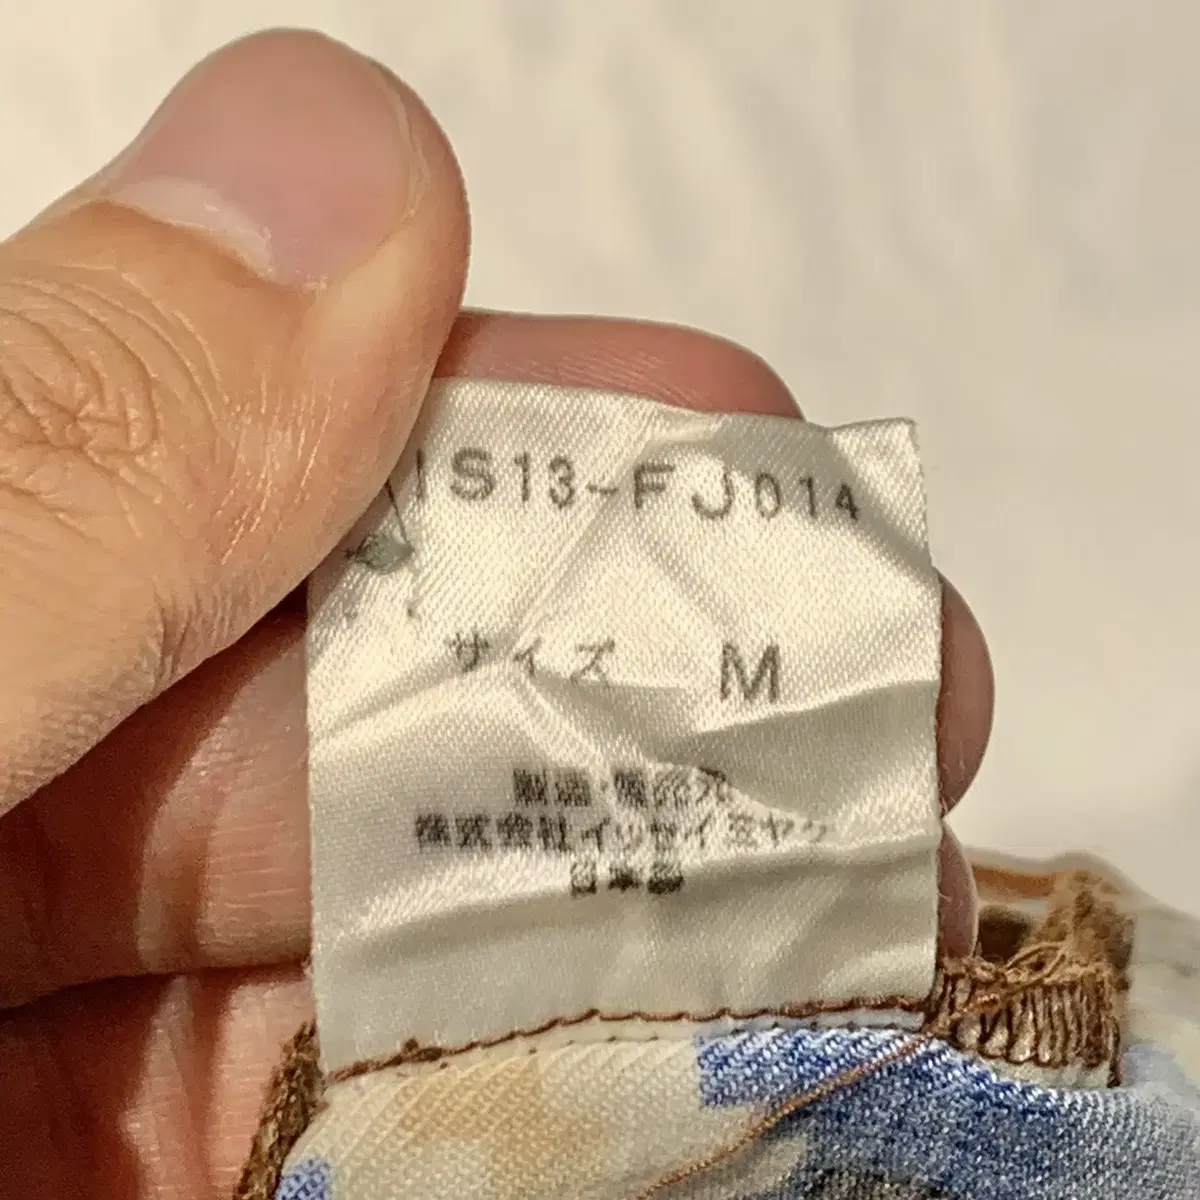 IS13-FJ014
サイズ M
製造・発売元
株式会社イッセイミヤケ
日本製